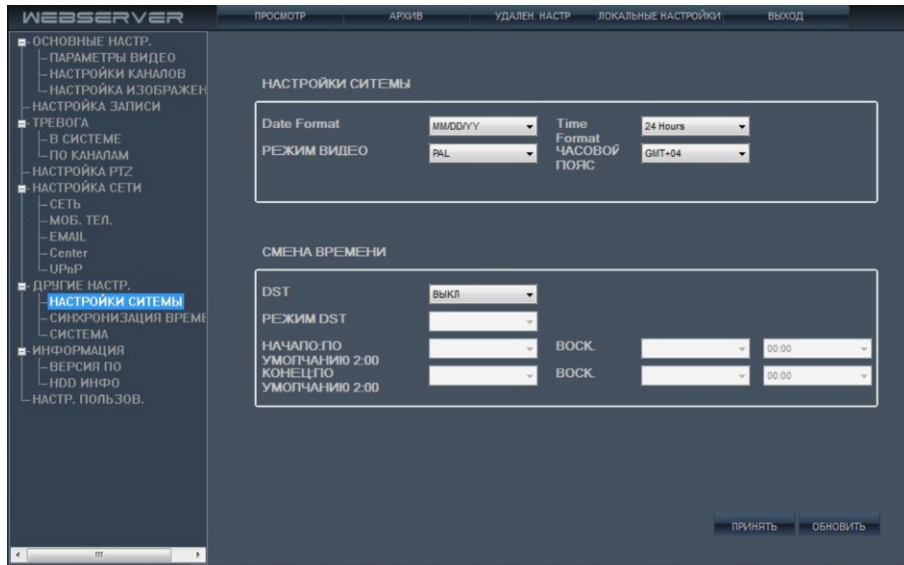 WEBSERVER
ПРОСМОТР АРХИВ УДАЛЕН. НАСТР ЛОКАЛЬНЫЕ НАСТРОЙКИ ВЫХОД
ОСНОВНЫЕ НАСТР.
ПАРАМЕТРЫ ВИДЕО
НАСТРОЙКИ КАНАЛОВ
НАСТРОЙКА ИЗОБРАЖЕН
НАСТРОЙКА ЗАПИСИ
ТРЕВОГА
В СИСТЕМЕ
ПО КАНАЛАМ
НАСТРОЙКА PTZ
НАСТРОЙКА СЕТИ
СЕТЬ
МОБ. ТЕЛ.
EMAIL
Center
UPnP
ДРУГИЕ НАСТР.
НАСТРОЙКИ СИТЕМЫ
СИНХРОНИЗАЦИЯ ВРЕМЕ
СИСТЕМА
ИНФОРМАЦИЯ
ВЕРСИЯ ПО
HDD ИНФО
НАСТР. ПОЛЬЗОВ.
НАСТРОЙКИ СИТЕМЫ
Date Format MM/DD/YY Time Format 24 Hours
РЕЖИМ ВИДЕО PAL ЧАСОВОЙ ПОЯС GMT+04
СМЕНА ВРЕМЕНИ
DST ВЫКЛ
РЕЖИМ DST
НАЧАЛО:ПО УМОЛЧАНИЮ 2:00 ВОСК. 00:00
КОНЕЦ:ПО УМОЛЧАНИЮ 2:00 ВОСК. 00:00
ПРИНЯТЬ ОБНОВИТЬ